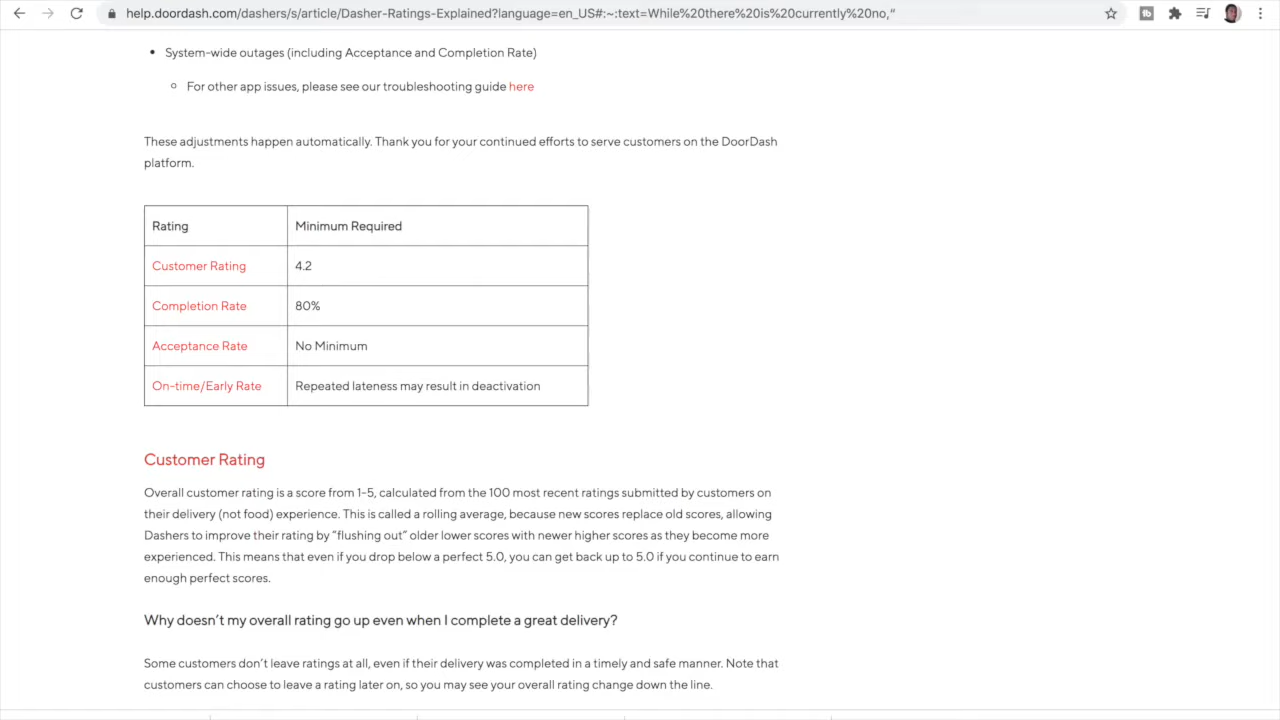 help.doordash.com/dashers/s/article/Dasher-Ratings-Explained?language=en_US#:~:text=While%20there%20is%20currently%20no,“
System-wide outages (including Acceptance and Completion Rate)
For other app issues, please see our troubleshooting guide here
These adjustments happen automatically. Thank you for your continued efforts to serve customers on the DoorDash
platform.
Rating Minimum Required
Customer Rating 4.2
Completion Rate 80%
Acceptance Rate No Minimum
On-time/Early Rate Repeated lateness may result in deactivation
Customer Rating
Overall customer rating is a score from 1-5, calculated from the 100 most recent ratings submitted by customers on
their delivery (not food) experience. This is called a rolling average, because new scores replace old scores, allowing
Dashers to improve their rating by “flushing out” older lower scores with newer higher scores as they become more
experienced. This means that even if you drop below a perfect 5.0, you can get back up to 5.0 if you continue to earn
enough perfect scores.
Why doesn’t my overall rating go up even when I complete a great delivery?
Some customers don’t leave ratings at all, even if their delivery was completed in a timely and safe manner. Note that
customers can choose to leave a rating later on, so you may see your overall rating change down the line.